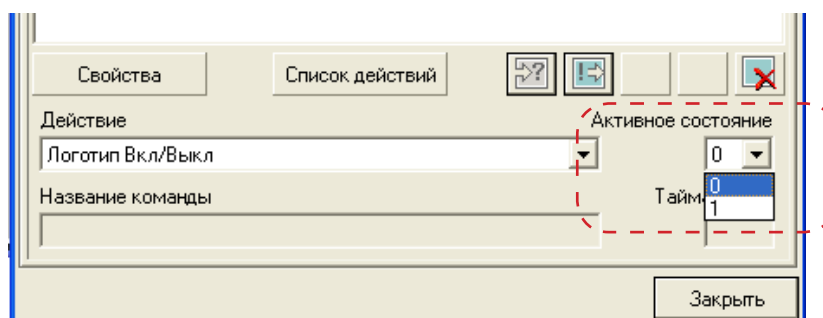 Свойства
Список действий
Действие
Активное состояние
Логотип Вкл/Выкл
0
0
1
Название команды
Закрыть